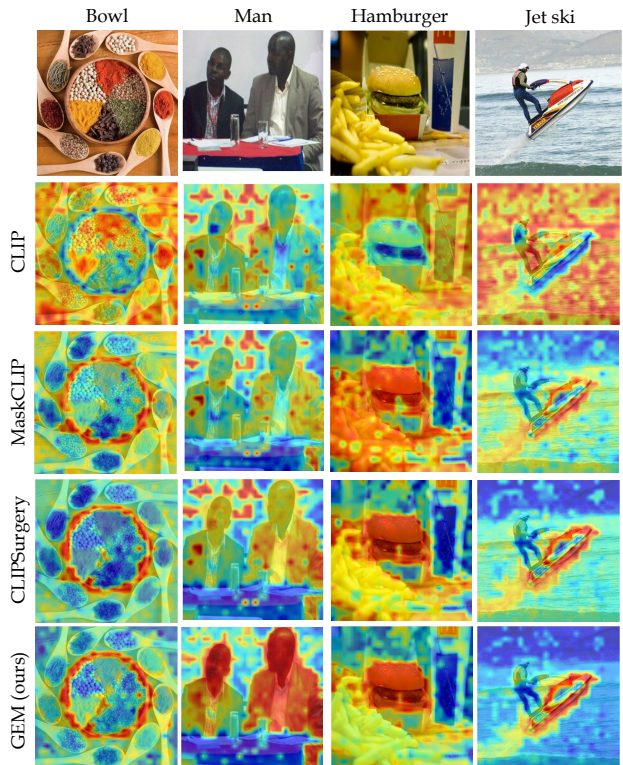 Bowl Man Hamburger Jet ski
CLIP
MaskCLIP
CLIPSurgery
GEM (ours)